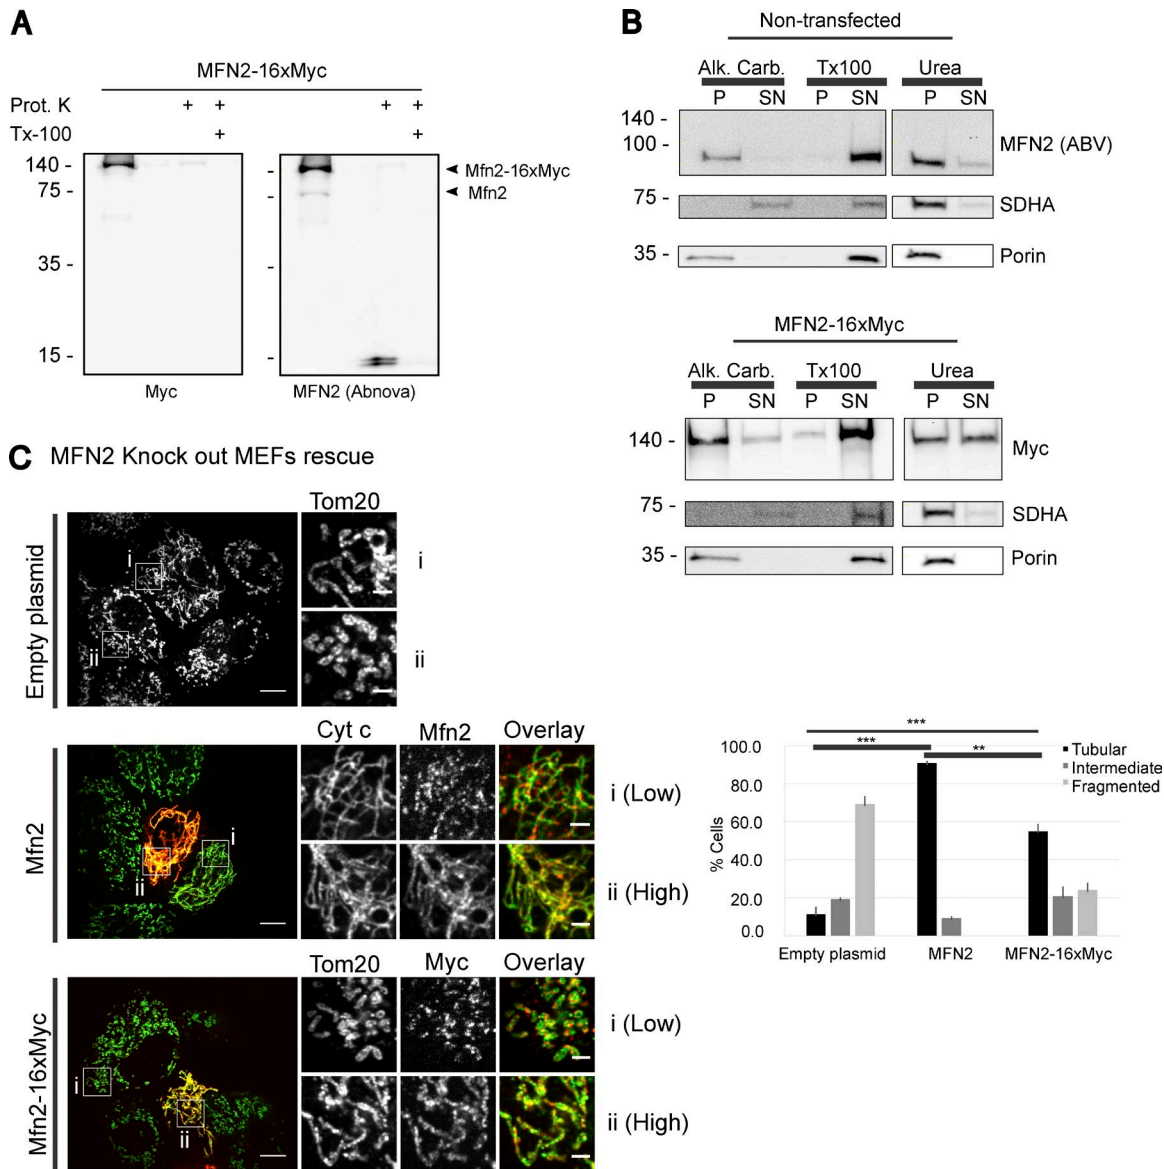 A
MFN2-16xMyc
Prot. K + + + +
Tx-100 + +
140 -
75 -
35 -
15 -
Mfn2-16xMyc
Mfn2
Myc MFN2 (Abnova)
B
Non-transfected
Alk. Carb. Tx100 Urea
P SN P SN P SN
140 -
100 -
MFN2 (ABV)
75 - SDHA
35 - Porin
MFN2-16xMyc
Alk. Carb. Tx100 Urea
P SN P SN P SN
140 - Myc
75 - SDHA
35 - Porin
C MFN2 Knock out MEFs rescue
Empty plasmid
Tom20
i
ii
i
ii
Mfn2
Cyt c Mfn2 Overlay
i
ii
i (Low)
ii (High)
Mfn2-16xMyc
Tom20 Myc Overlay
i
ii
i (Low)
ii (High)
***
*** **
Tubular
Intermediate
Fragmented
% Cells
100.0
80.0
60.0
40.0
20.0
0.0
Empty plasmid MFN2 MFN2-16xMyc